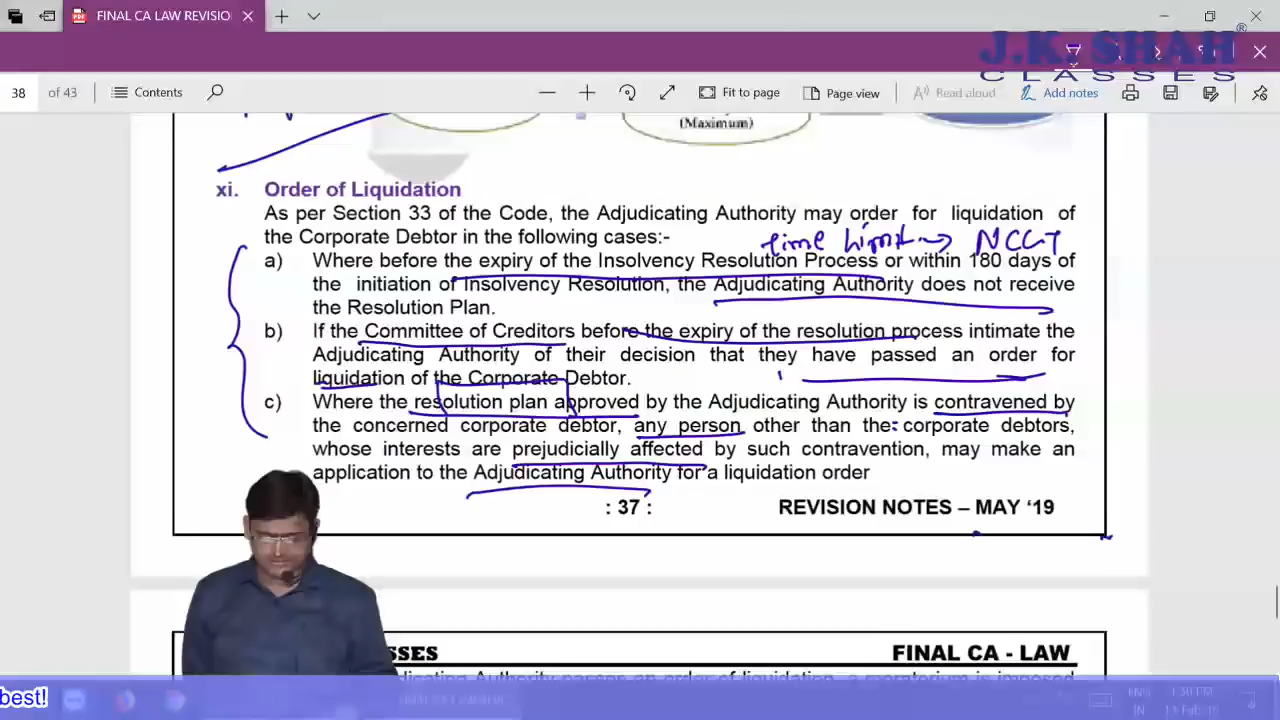 FINAL CA LAW REVISIO
J.K. SHAH®
CLASSES
38 of 43 Contents Fit to page Page view Read aloud Add notes
(Maximum)
xi. Order of Liquidation
As per Section 33 of the Code, the Adjudicating Authority may order for liquidation of
the Corporate Debtor in the following cases:-
time limit → NCLT
a) Where before the expiry of the Insolvency Resolution Process or within 180 days of
the initiation of Insolvency Resolution, the Adjudicating Authority does not receive
the Resolution Plan.
b) If the Committee of Creditors before the expiry of the resolution process intimate the
Adjudicating Authority of their decision that they have passed an order for
liquidation of the Corporate Debtor.
c) Where the resolution plan approved by the Adjudicating Authority is contravened by
the concerned corporate debtor, any person other than the corporate debtors,
whose interests are prejudicially affected by such contravention, may make an
application to the Adjudicating Authority for a liquidation order
: 37 : REVISION NOTES – MAY ‘19
SSES FINAL CA - LAW
best!
ENG
IN
1:30 PM